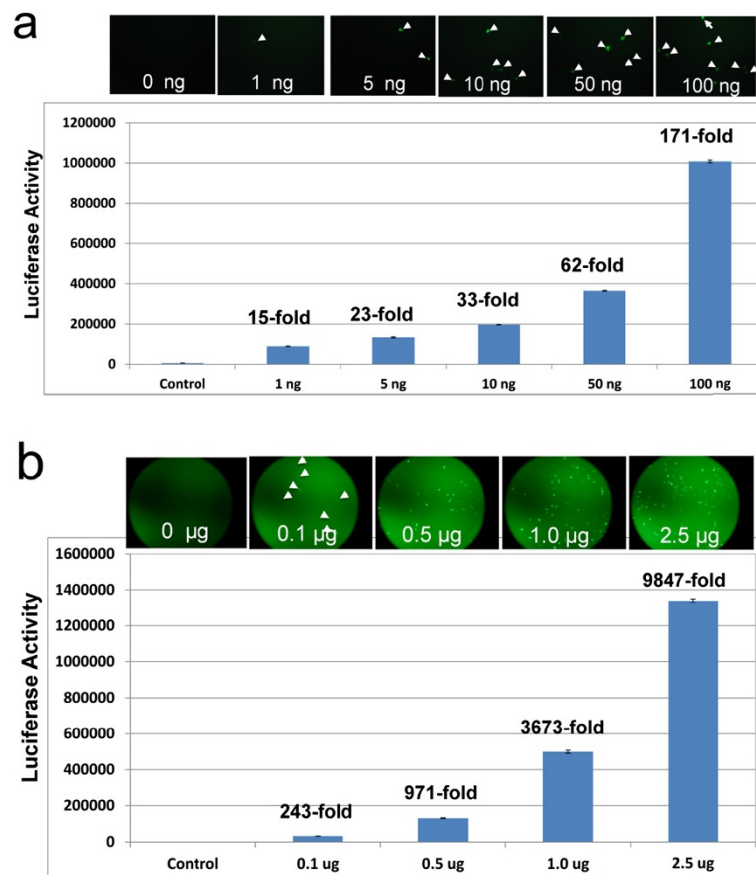 a
0 ng 1 ng 5 ng 10 ng 50 ng 100 ng
Luciferase Activity
1200000
1000000
800000
600000
400000
200000
0
15-fold 23-fold 33-fold 62-fold 171-fold
Control 1 ng 5 ng 10 ng 50 ng 100 ng
b
0 µg 0.1 µg 0.5 µg 1.0 µg 2.5 µg
Luciferase Activity
1600000
1400000
1200000
1000000
800000
600000
400000
200000
0
243-fold 971-fold 3673-fold 9847-fold
Control 0.1 ug 0.5 ug 1.0 ug 2.5 ug